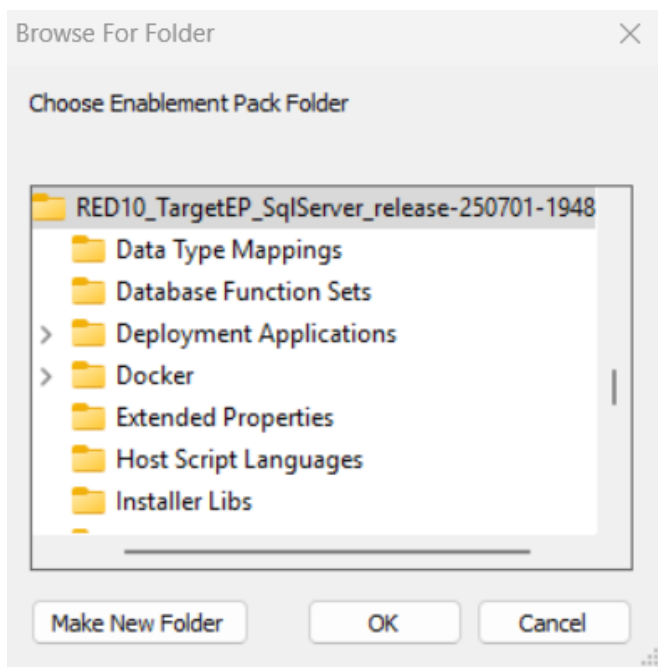 Browse For Folder
Choose Enablement Pack Folder
RED10_TargetEP_SqlServer_release-250701-1948
Data Type Mappings
Database Function Sets
Deployment Applications
Docker
Extended Properties
Host Script Languages
Installer Libs
Make New Folder
OK
Cancel